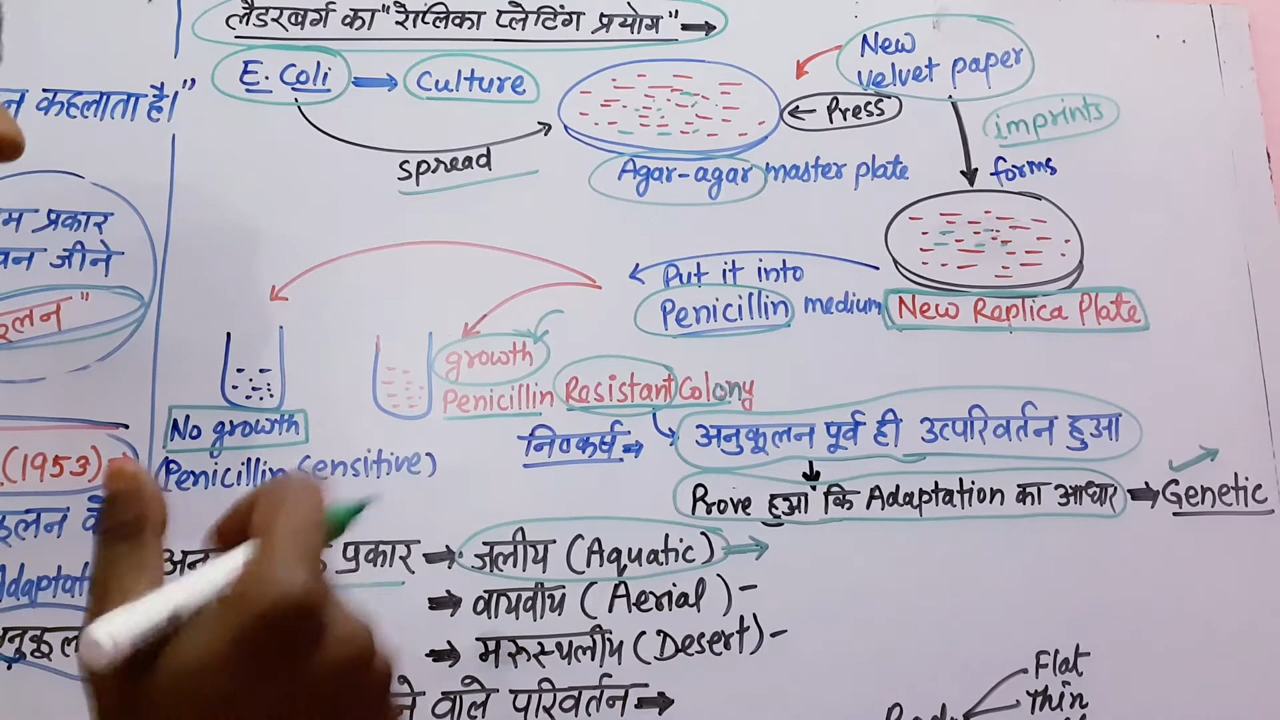 लैडरबर्ग का "रेप्लिका प्लेटिंग प्रयोग" →
E. Coli → Culture
New
velvet paper
← Press
imprints
spread
Agar-agar master plate
forms
न कहलाता है।"
म प्रकार
जीने
Put it into
Penicillin medium
New Replica Plate
growth
Penicillin Rasistant Colony
No growth
(Penicillin Sensitive)
निष्कर्ष → अनुकूलन पूर्व ही उत्परिवर्तन हुआ
Prove हुआ कि Adaptation का आधार → Genetic
(1953)
प्रकार → जलीय (Aquatic) →
→ वायवीय (Aerial) -
→ मरुस्थलीय (Desert) -
ने वाले परिवर्तन →
Flat
Thin